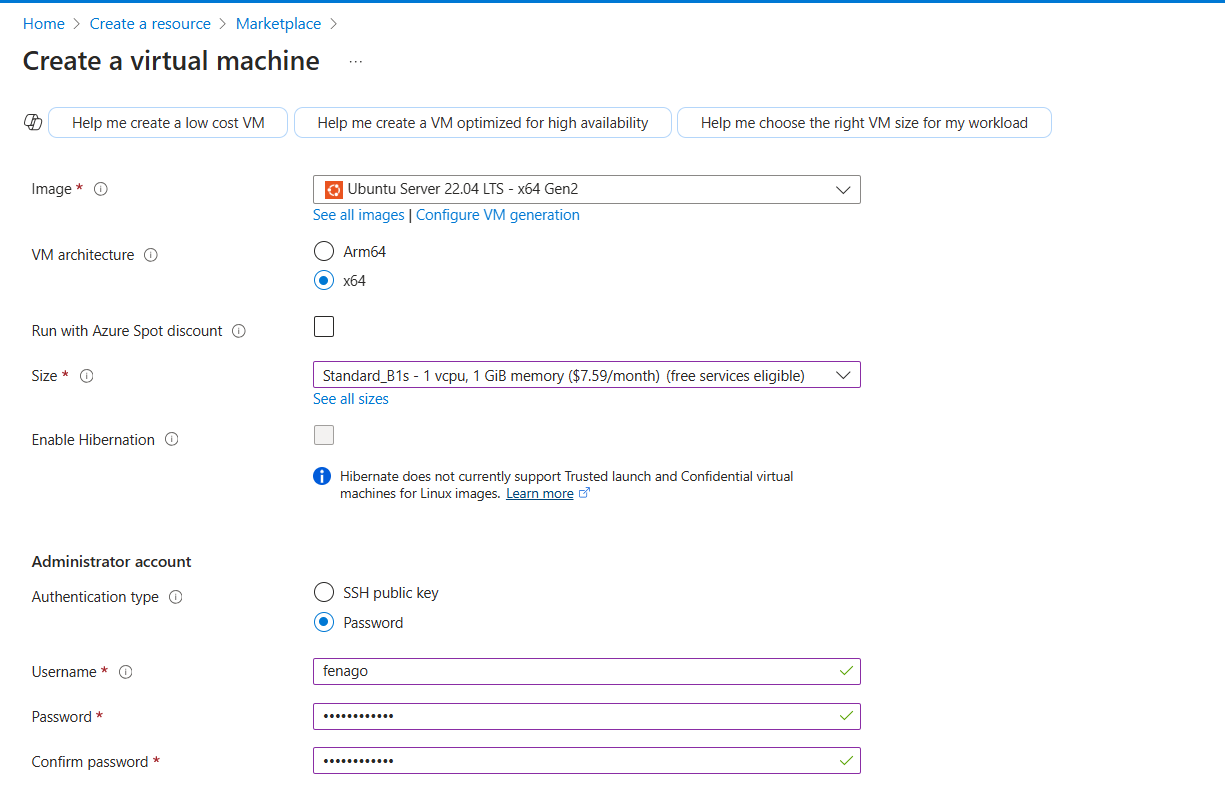 Home > Create a resource > Marketplace >
Create a virtual machine ...
Help me create a low cost VM Help me create a VM optimized for high availability Help me choose the right VM size for my workload
Image * Ubuntu Server 22.04 LTS - x64 Gen2
See all images | Configure VM generation
VM architecture Arm64
x64
Run with Azure Spot discount
Size * Standard_B1s - 1 vcpu, 1 GiB memory ($7.59/month) (free services eligible)
See all sizes
Enable Hibernation
Hibernate does not currently support Trusted launch and Confidential virtual
machines for Linux images. Learn more
Administrator account
Authentication type SSH public key
Password
Username * fenago
Password * ••••••••••••
Confirm password * ••••••••••••